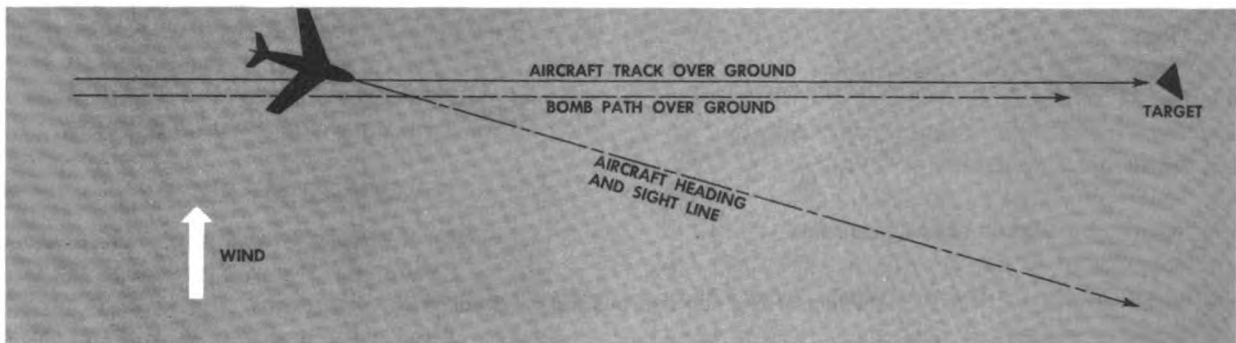 AIRCRAFT TRACK OVER GROUND
BOMB PATH OVER GROUND
TARGET
AIRCRAFT HEADING
AND SIGHT LINE
WIND